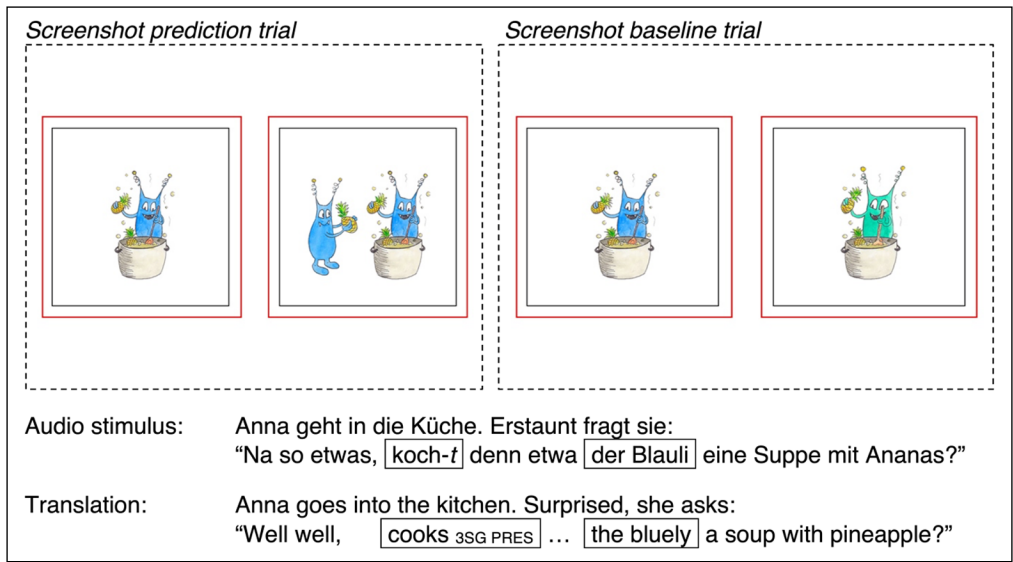 Screenshot prediction trial
Screenshot baseline trial
Audio stimulus: Anna geht in die Küche. Erstaunt fragt sie:
“Na so etwas, koch-t denn etwa der Blauli eine Suppe mit Ananas?”
Translation: Anna goes into the kitchen. Surprised, she asks:
“Well well, cooks 3SG PRES … the bluely a soup with pineapple?”